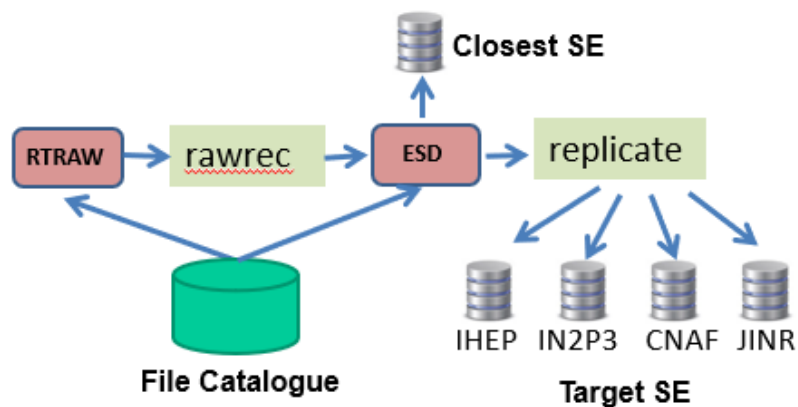 Closest SE
RTRAW
rawrec
ESD
replicate
IHEP IN2P3 CNAF JINR
File Catalogue
Target SE